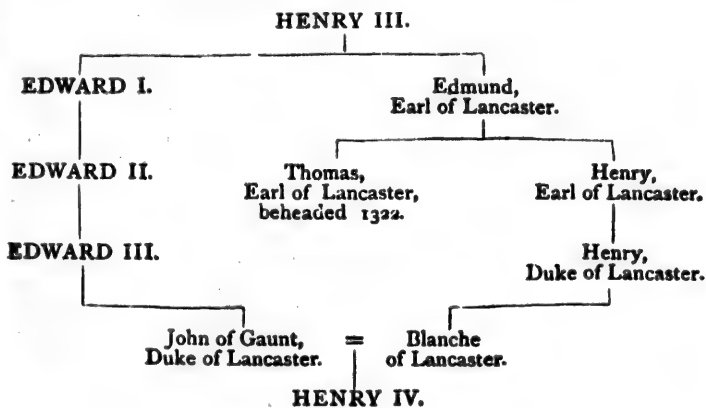 HENRY III.
EDWARD I.
Edmund,
Earl of Lancaster.
EDWARD II.
Thomas,
Earl of Lancaster,
beheaded 1322.
Henry,
Earl of Lancaster.
EDWARD III.
Henry,
Duke of Lancaster.
John of Gaunt,
Duke of Lancaster.
=
Blanche
of Lancaster.
HENRY IV.